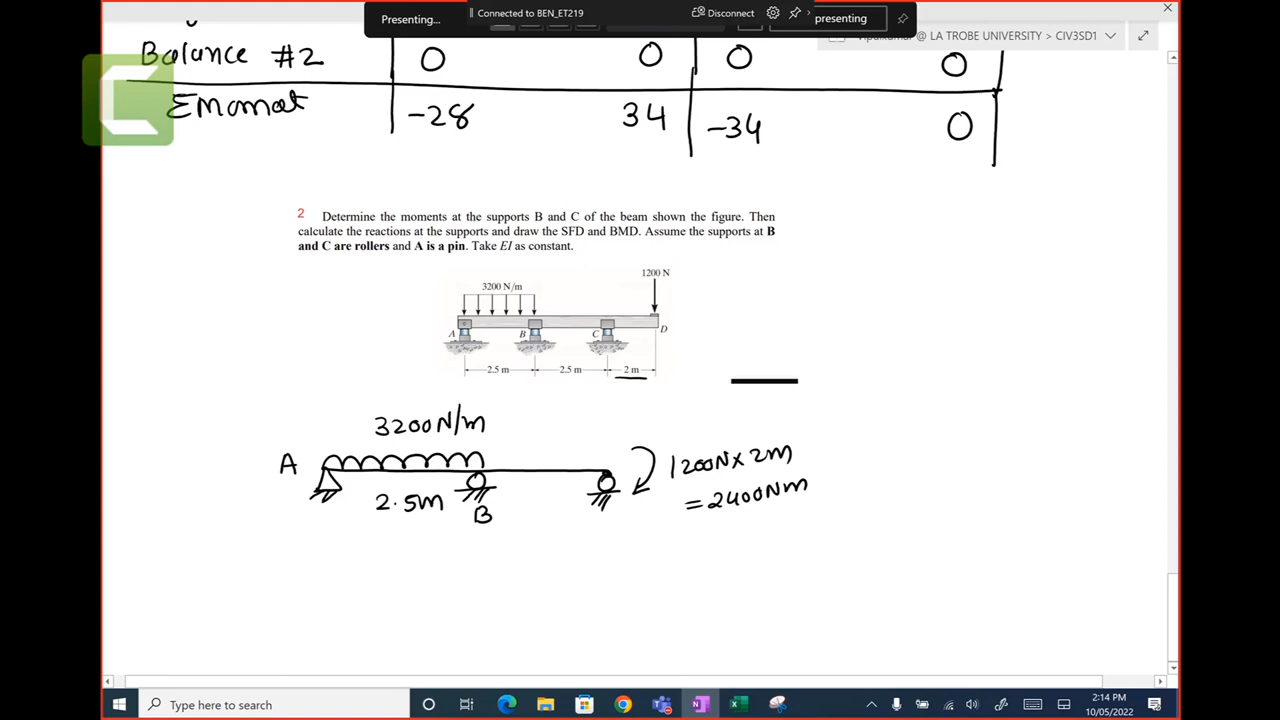 Presenting...
Connected to BEN_ET219
Disconnect
presenting
@ LA TROBE UNIVERSITY > CIV3SD1
Balance #2 0 0 0 0
ΣMomat -28 34 -34 0
2 Determine the moments at the supports B and C of the beam shown the figure. Then
calculate the reactions at the supports and draw the SFD and BMD. Assume the supports at B
and C are rollers and A is a pin. Take EI as constant.
1200 N
3200 N/m
A B C D
2.5 m 2.5 m 2 m
3200N/m
A
1200N×2m
=2400Nm
2.5m
B
Type here to search
2:14 PM
10/05/2022